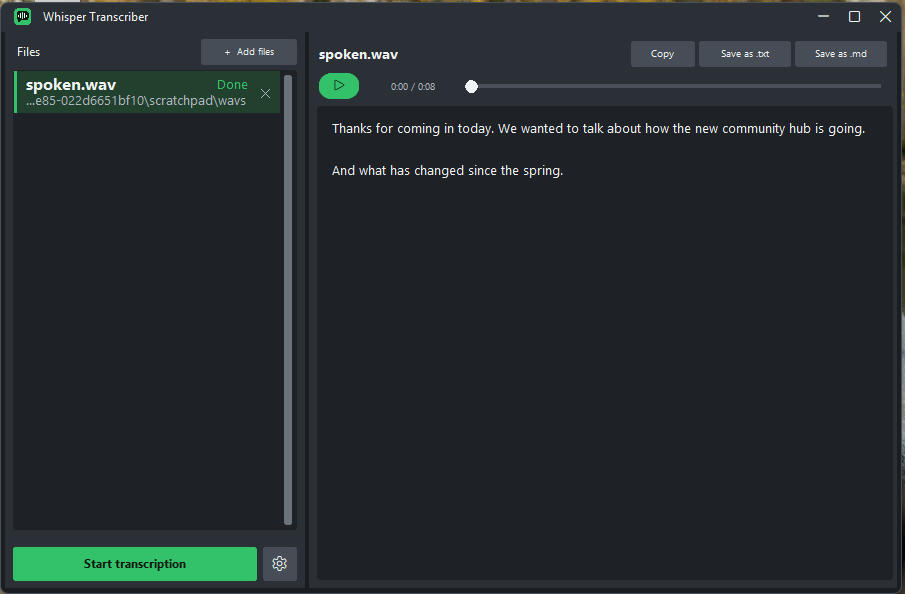 Whisper Transcriber
Files
+ Add files
spoken.wav
Done
...e85-022d6651bf10\scratchpad\wavs
Start transcription
spoken.wav
Copy
Save as .txt
Save as .md
0:00 / 0:08
Thanks for coming in today. We wanted to talk about how the new community hub is going.
And what has changed since the spring.